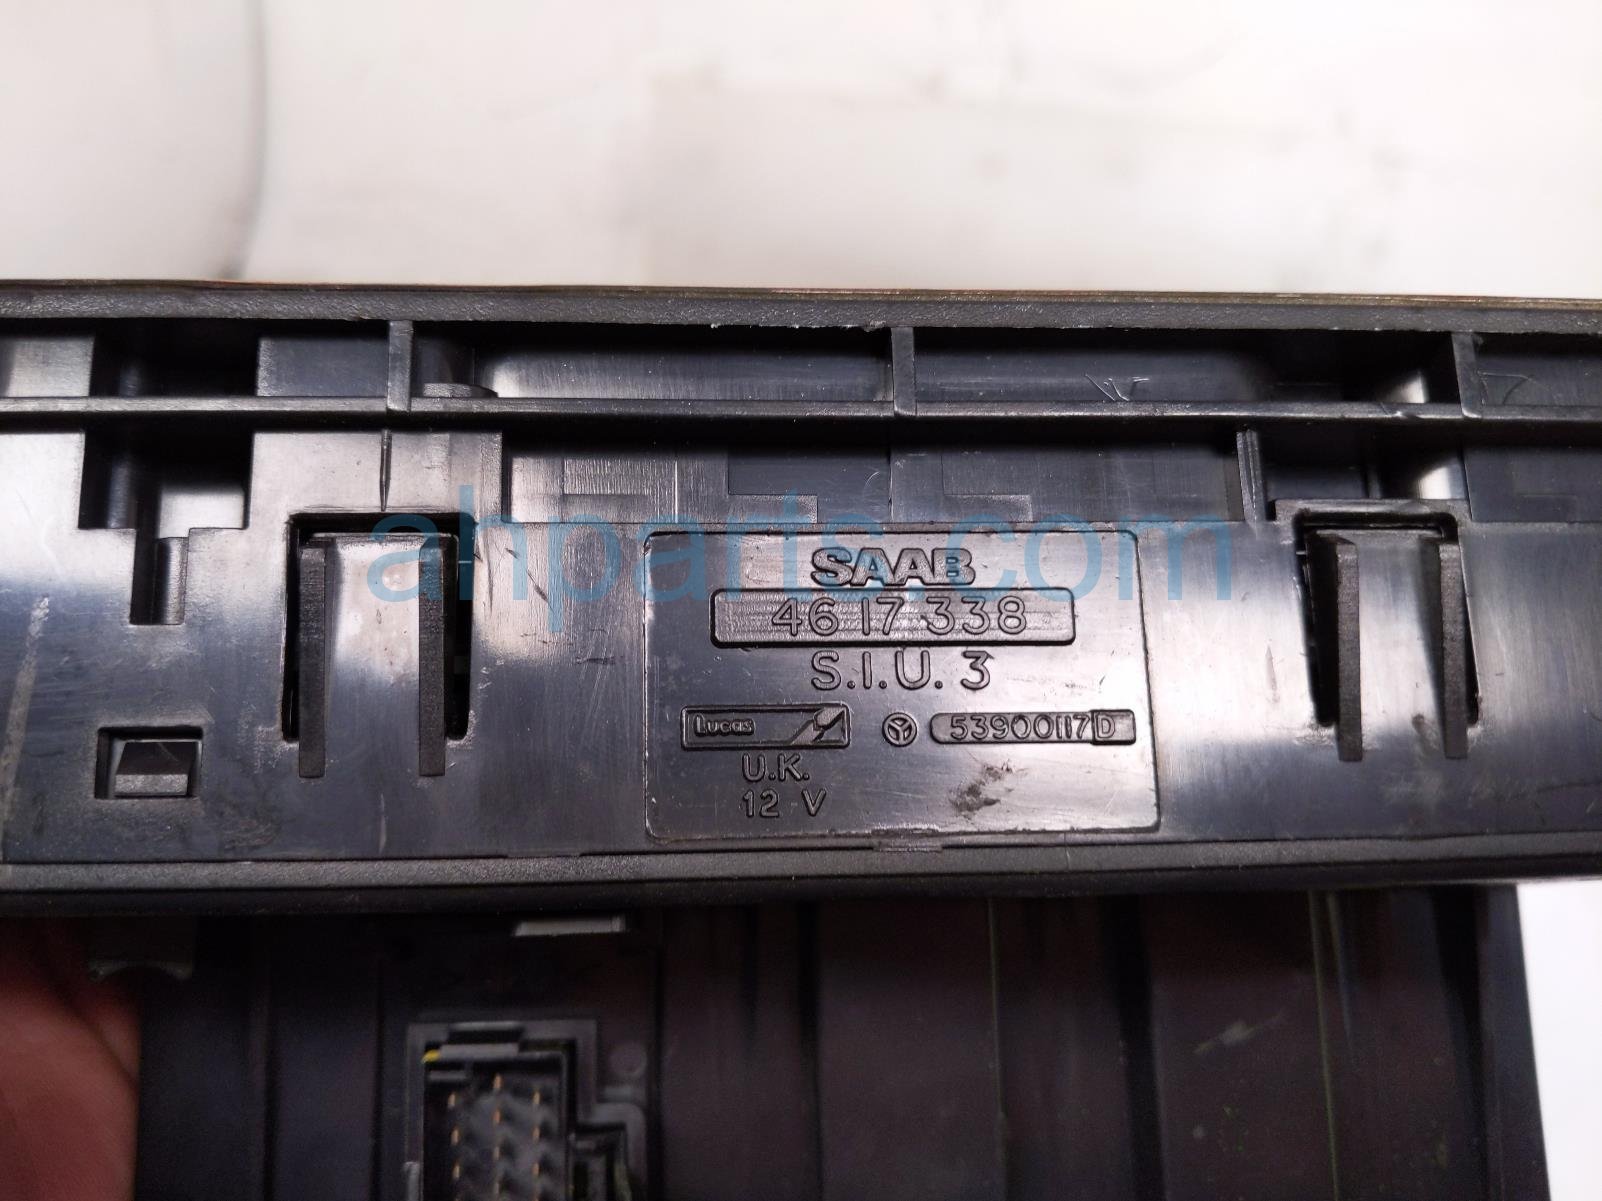 SAAB
46 17 338
S.I.U. 3
Lucas 53900117D
U.K.
12 V
ahparts.com